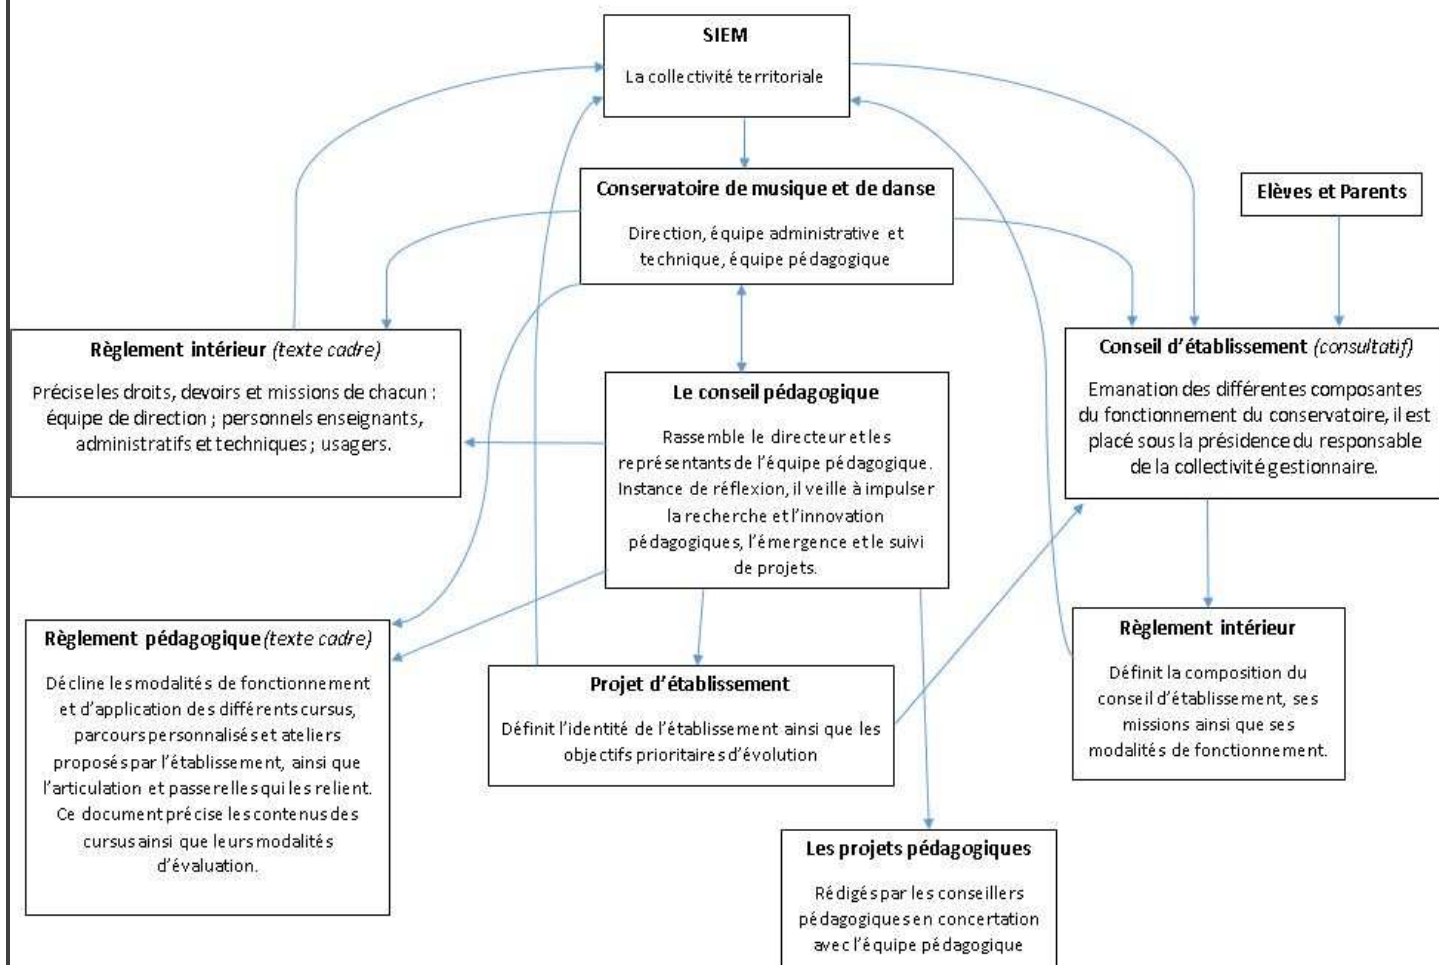 SIEM
La collectivité territoriale
Conservatoire de musique et de danse
Direction, équipe administrative et
technique, équipe pédagogique
Elèves et Parents
Règlement intérieur (texte cadre)
Précise les droits, devoirs et missions de chacun :
équipe de direction ; personnels enseignants,
administratifs et techniques ; usagers.
Le conseil pédagogique
Rassemble le directeur et les
représentants de l'équipe pédagogique.
Instance de réflexion, il veille à impulser
la recherche et l'innovation
pédagogiques, l'émergence et le suivi
de projets.
Conseil d'établissement (consultatif)
Emanation des différentes composantes
du fonctionnement du conservatoire, il est
placé sous la présidence du responsable
de la collectivité gestionnaire.
Règlement pédagogique (texte cadre)
Décline les modalités de fonctionnement
et d'application des différents cursus,
parcours personnalisés et ateliers
proposés par l'établissement, ainsi que
l'articulation et passerelles qui les relient.
Ce document précise les contenus des
cursus ainsi que leurs modalités
d'évaluation.
Projet d'établissement
Définit l'identité de l'établissement ainsi que les
objectifs prioritaires d'évolution
Règlement intérieur
Définit la composition du
conseil d'établissement, ses
missions ainsi que ses
modalités de fonctionnement.
Les projets pédagogiques
Rédigés par les conseillers
pédagogiques en concertation
avec l'équipe pédagogique